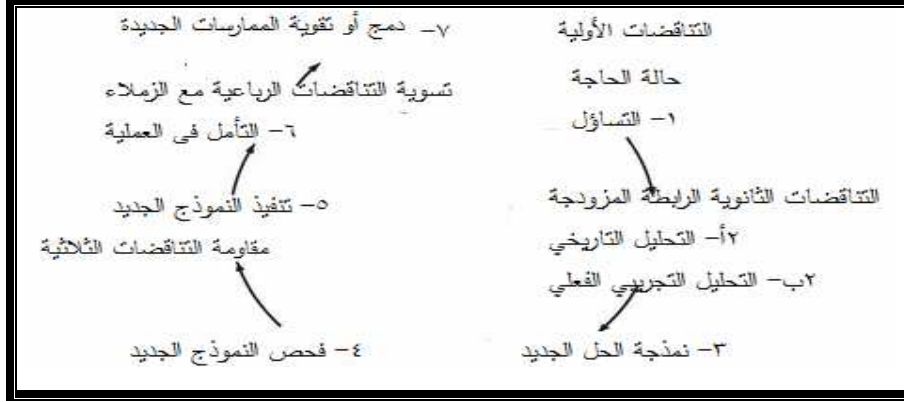 التناقضات الأولية
حالة الحاجة
١- التساؤل
التناقضات الثانوية الرابطة المزودجة
٢أ- التحليل التاريخي
٢ب- التحليل التجريبي الفعلي
٣- نمذجة الحل الجديد
٤- فحص النموذج الجديد
٥- تنفيذ النموذج الجديد
مقاومة التناقضات الثلاثية
٦- التأمل فى العملية
تسوية التناقضات الرباعية مع الزملاء
٧- دمج أو تقوية الممارسات الجديدة